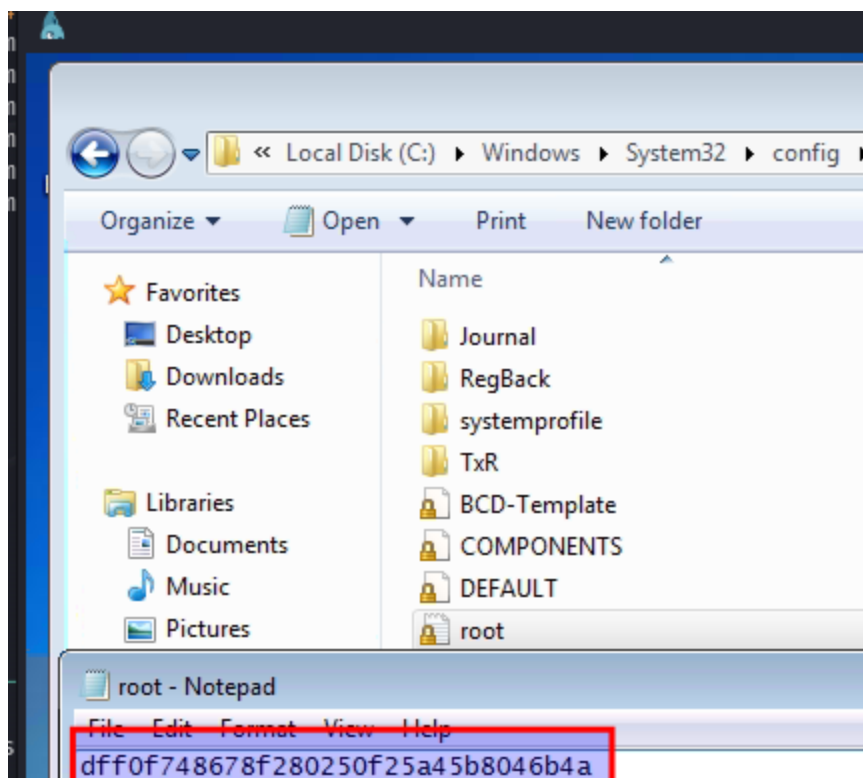 « Local Disk (C:) ▸ Windows ▸ System32 ▸ config
Organize Open Print New folder
Name
Favorites
Desktop
Downloads
Recent Places
Libraries
Documents
Music
Pictures
Journal
RegBack
systemprofile
TxR
BCD-Template
COMPONENTS
DEFAULT
root
root - Notepad
File Edit Format View Help
dff0f748678f280250f25a45b8046b4a